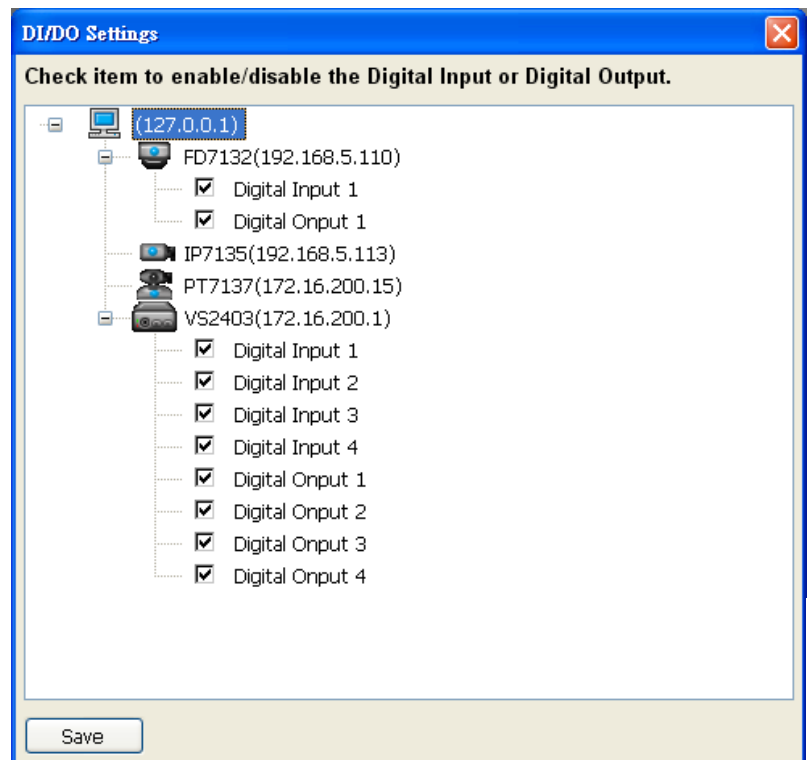 DI/DO Settings
Check item to enable/disable the Digital Input or Digital Output.
(127.0.0.1)
FD7132(192.168.5.110)
Digital Input 1
Digital Onput 1
IP7135(192.168.5.113)
PT7137(172.16.200.15)
VS2403(172.16.200.1)
Digital Input 1
Digital Input 2
Digital Input 3
Digital Input 4
Digital Onput 1
Digital Onput 2
Digital Onput 3
Digital Onput 4
Save